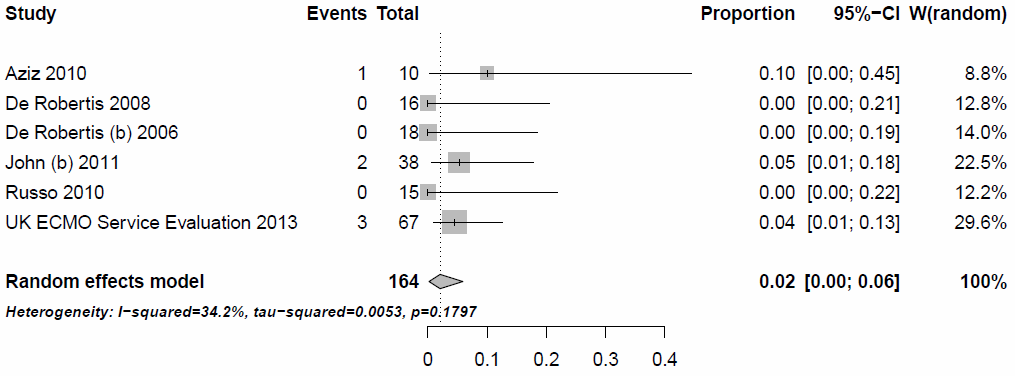 Study Events Total Proportion 95%−CI W(random)
Aziz 2010 1 10 0.10 [0.00; 0.45] 8.8%
De Robertis 2008 0 16 0.00 [0.00; 0.21] 12.8%
De Robertis (b) 2006 0 18 0.00 [0.00; 0.19] 14.0%
John (b) 2011 2 38 0.05 [0.01; 0.18] 22.5%
Russo 2010 0 15 0.00 [0.00; 0.22] 12.2%
UK ECMO Service Evaluation 2013 3 67 0.04 [0.01; 0.13] 29.6%
Random effects model 164 0.02 [0.00; 0.06] 100%
Heterogeneity: I−squared=34.2%, tau−squared=0.0053, p=0.1797
0 0.1 0.2 0.3 0.4